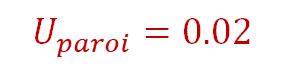 U_paroi = 0.02